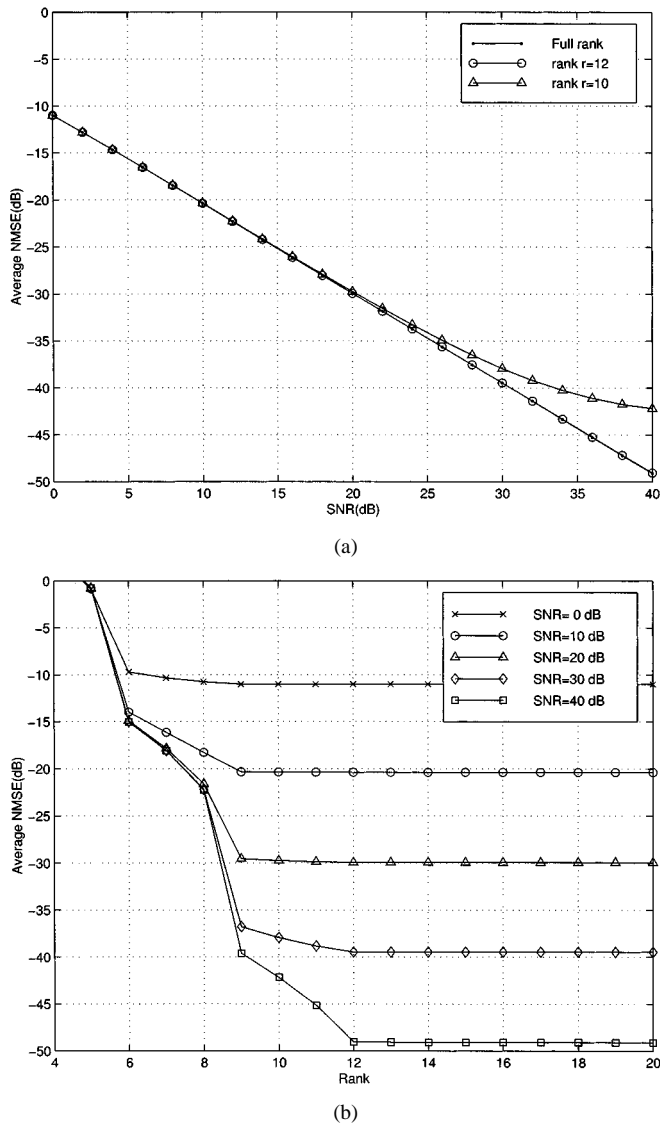 0
−5
−10
−15
−20
−25
−30
−35
−40
−45
−50
Average NMSE(dB)
Full rank
rank r=12
rank r=10
0 5 10 15 20 25 30 35 40
SNR(dB)
(a)
0
−5
−10
−15
−20
−25
−30
−35
−40
−45
−50
Average NMSE(dB)
SNR= 0 dB
SNR=10 dB
SNR=20 dB
SNR=30 dB
SNR=40 dB
4 6 8 10 12 14 16 18 20
Rank
(b)